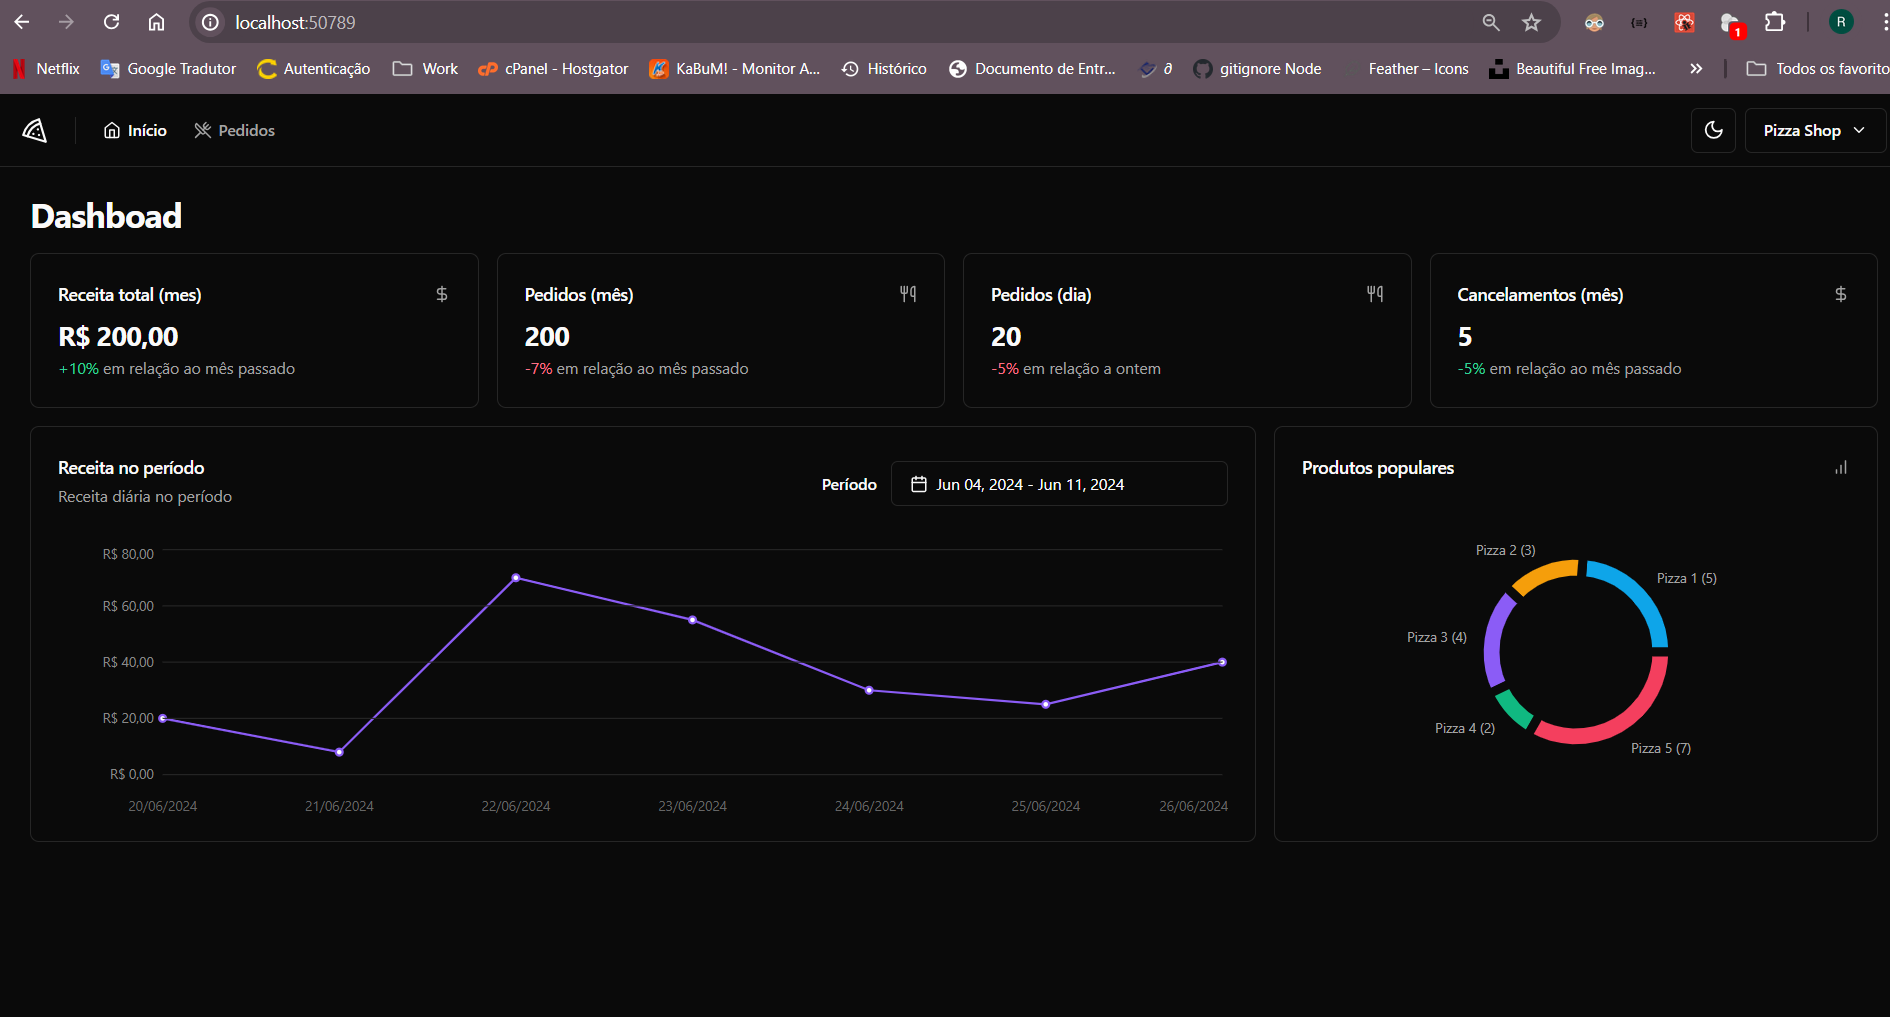 localhost:50789
R
1
Netflix
Google Tradutor
Autenticação
Work
cPanel - Hostgator
KaBuM! - Monitor A...
Histórico
Documento de Entr...
∂
gitignore Node
Feather – Icons
Beautiful Free Imag...
Todos os favorito
Início
Pedidos
Pizza Shop
Dashboad
Receita total (mes)
$
R$ 200,00
+10% em relação ao mês passado
Pedidos (mês)
200
-7% em relação ao mês passado
Pedidos (dia)
20
-5% em relação a ontem
Cancelamentos (mês)
$
5
-5% em relação ao mês passado
Receita no período
Receita diária no período
Período
Jun 04, 2024 - Jun 11, 2024
R$ 80,00
R$ 60,00
R$ 40,00
R$ 20,00
R$ 0,00
20/06/2024
21/06/2024
22/06/2024
23/06/2024
24/06/2024
25/06/2024
26/06/2024
Produtos populares
Pizza 2 (3)
Pizza 1 (5)
Pizza 3 (4)
Pizza 4 (2)
Pizza 5 (7)